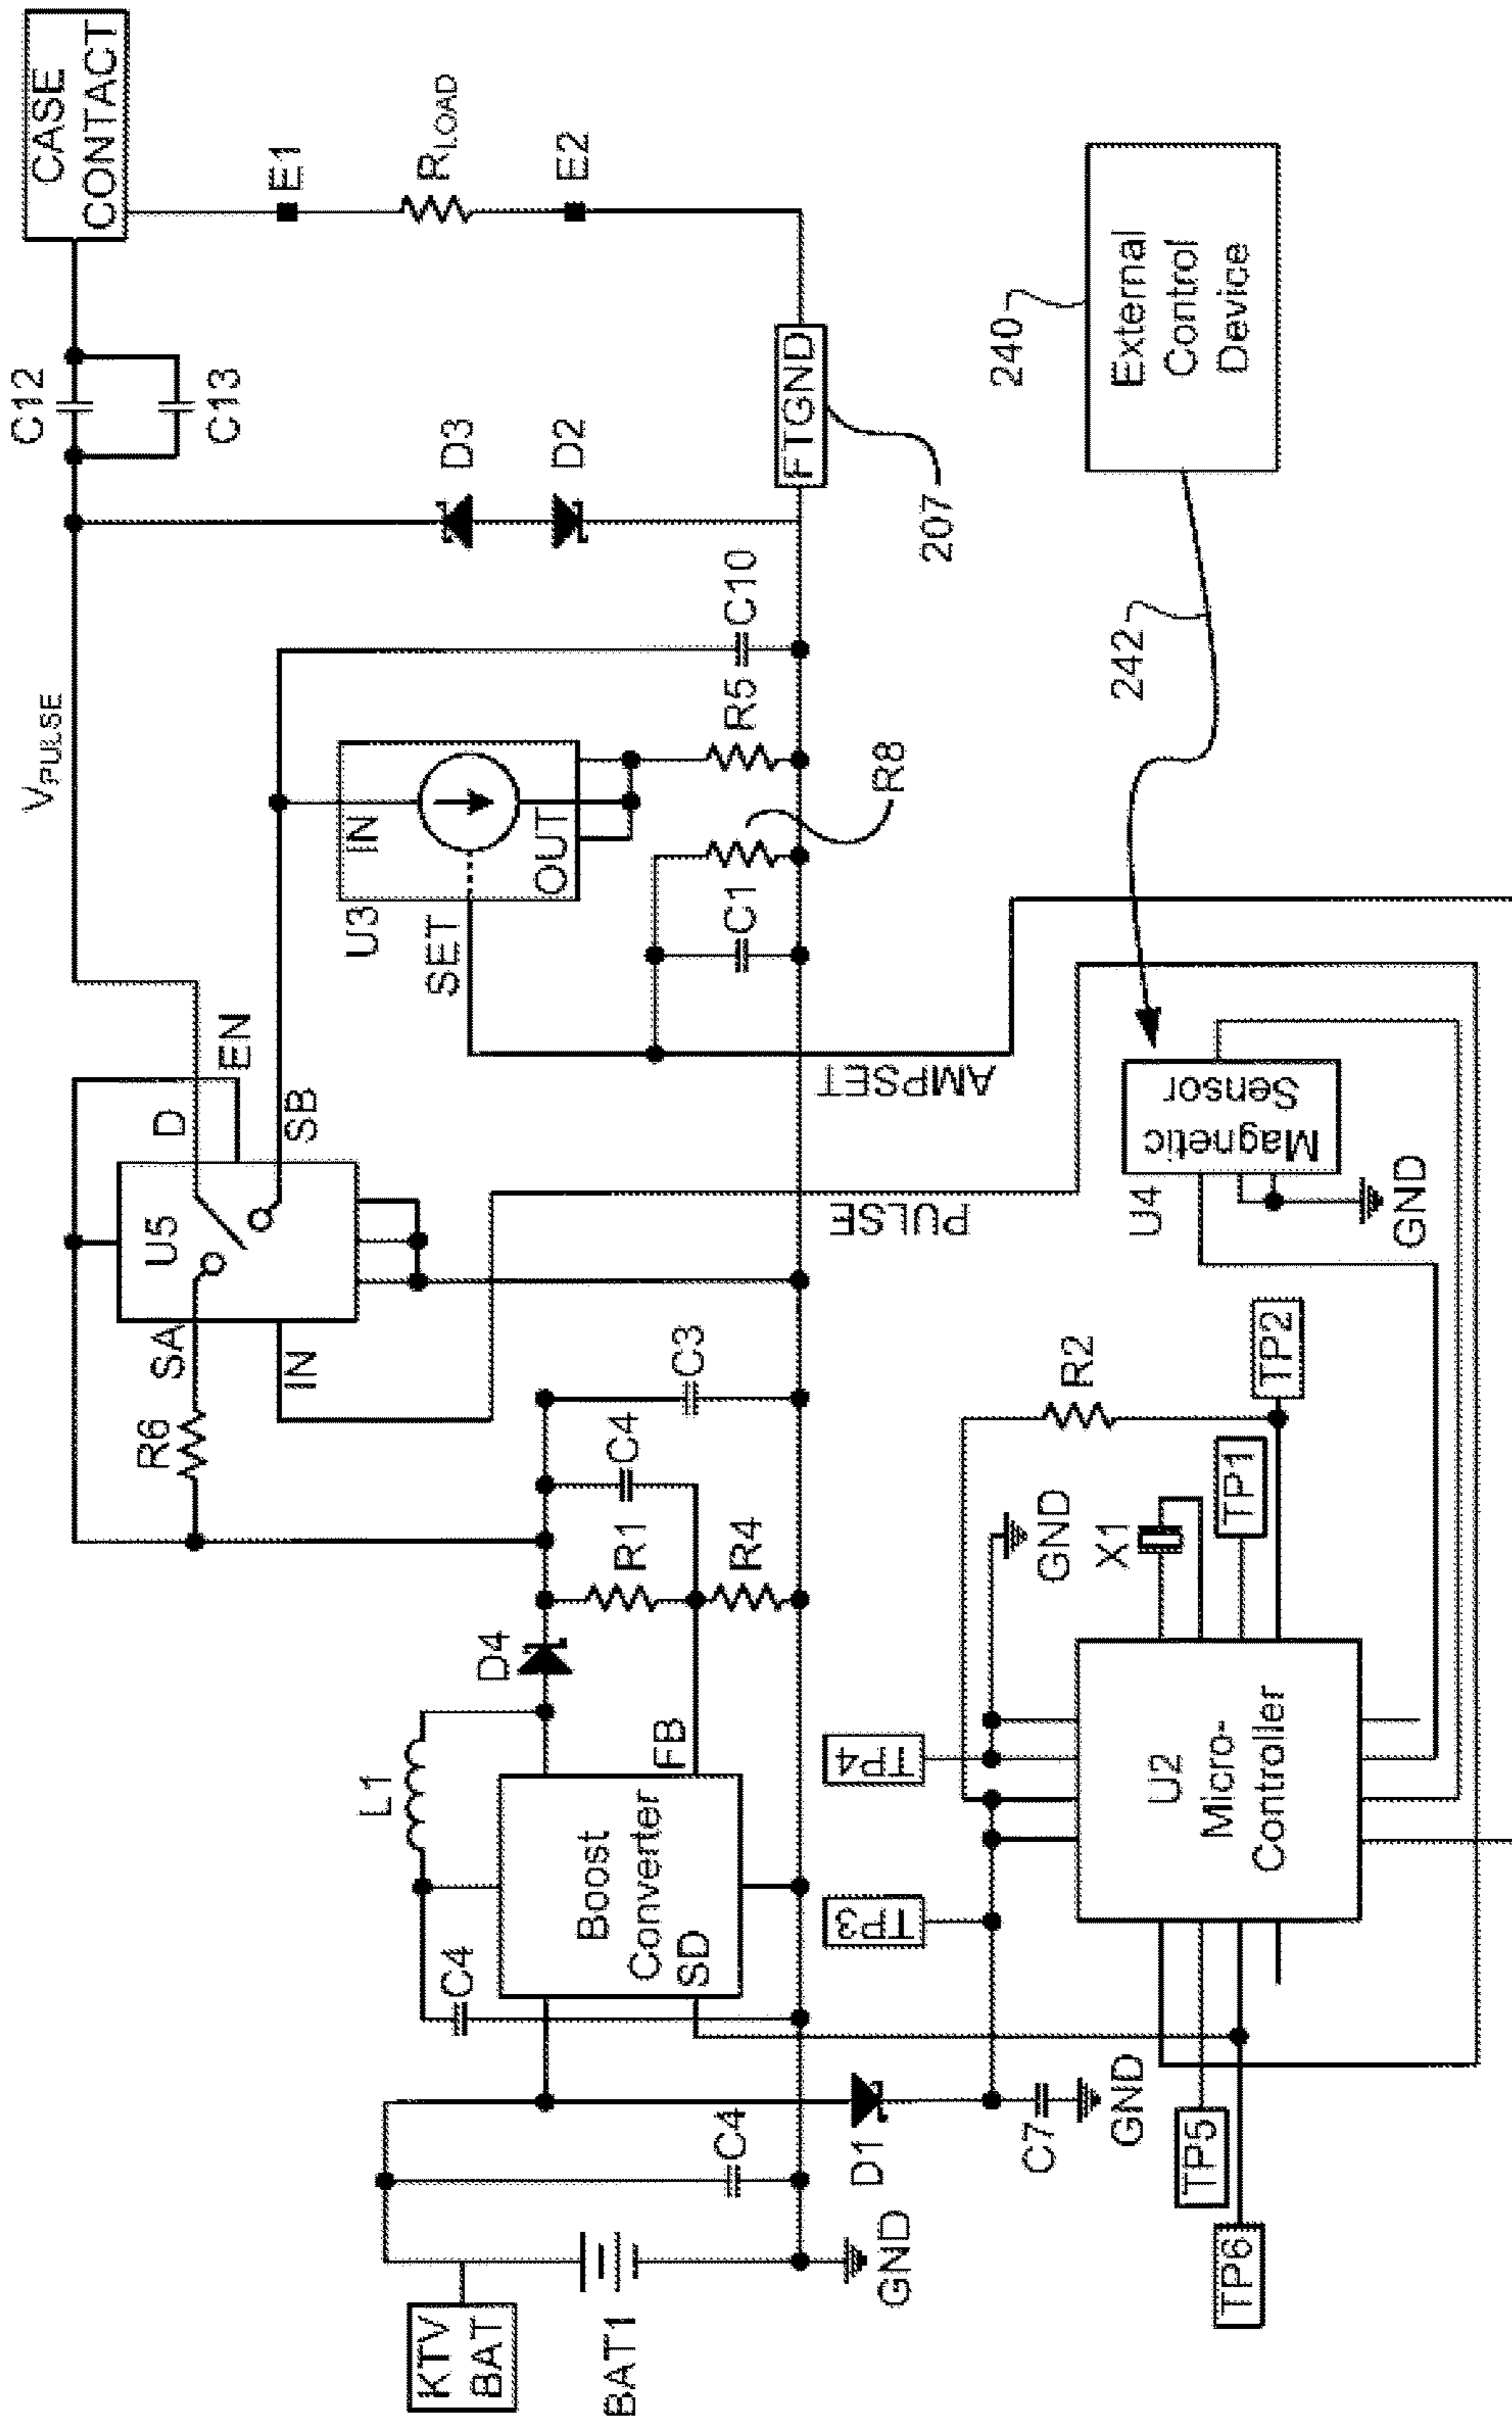 KTV
BAT
BAT1
C4
GND
C4
L1
Boost
Converter
SD
FB
D4
R1
R4
C4
C3
R6
SA
U5
D
EN
IN
SB
VPULSE
U3
IN
SET
OUT
C1
R8
R5
C10
D3
D2
C12
C13
CASE
CONTACT
E1
RLOAD
E2
FTGND
207
D1
C7
GND
TP3
TP4
PULSE
AMPSET
TP5
TP6
U2
Micro-
Controller
GND
X1
TP1
R2
TP2
U4
Magnetic
Sensor
GND
242
240
External
Control
Device